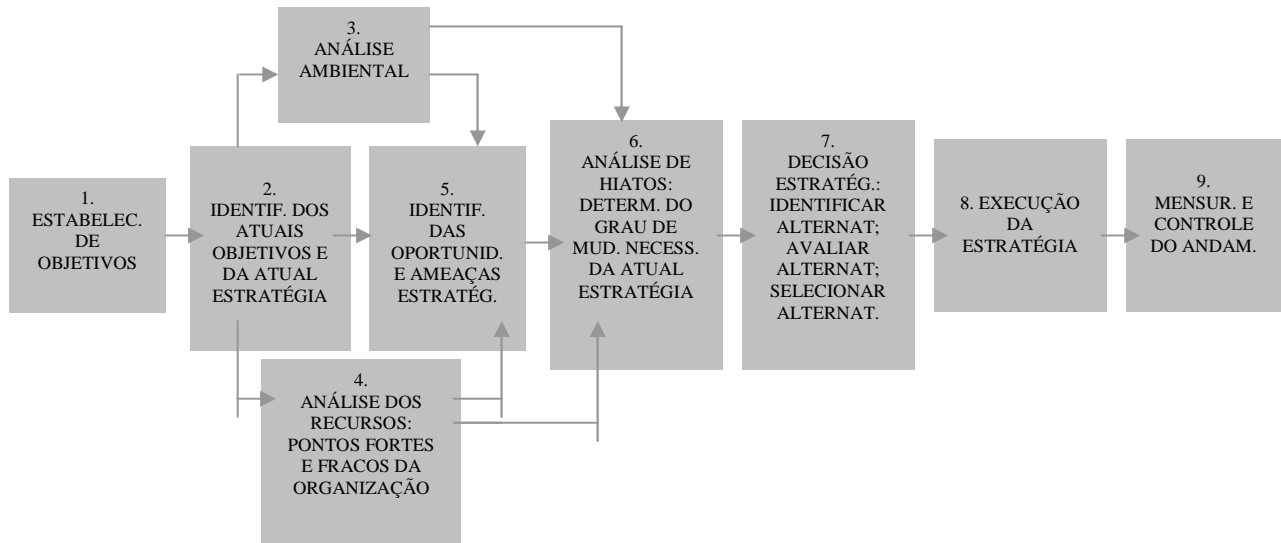 1.
ESTABELEC.
DE
OBJETIVOS
2.
IDENTIF. DOS
ATUAIS
OBJETIVOS E
DA ATUAL
ESTRATÉGIA
3.
ANÁLISE
AMBIENTAL
4.
ANÁLISE DOS
RECURSOS:
PONTOS FORTES
E FRACOS DA
ORGANIZAÇÃO
5.
IDENTIF.
DAS
OPORTUNID.
E AMEAÇAS
ESTRATÉG.
6.
ANÁLISE DE
HIATOS:
DETERM. DO
GRAU DE
MUD. NECESS.
DA ATUAL
ESTRATÉGIA
7.
DECISÃO
ESTRATÉG.:
IDENTIFICAR
ALTERNAT;
AVALIAR
ALTERNAT;
SELECIONAR
ALTERNAT.
8. EXECUÇÃO
DA
ESTRATÉGIA
9.
MENSUR. E
CONTROLE
DO ANDAM.